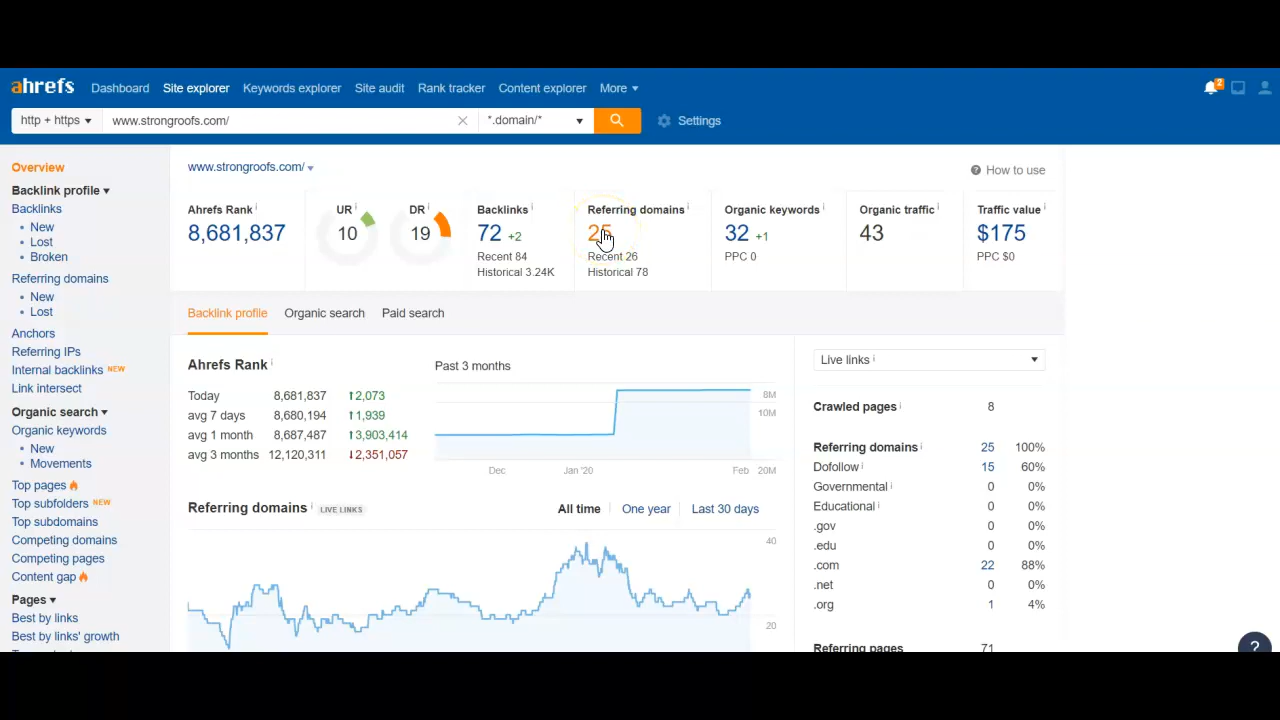 ahrefs Dashboard Site explorer Keywords explorer Site audit Rank tracker Content explorer More 2
http + https www.strongroofs.com/ *.domain/* Settings
Overview
Backlink profile
Backlinks
New
Lost
Broken
Referring domains
New
Lost
Anchors
Referring IPs
Internal backlinks NEW
Link intersect
Organic search
Organic keywords
New
Movements
Top pages
Top subfolders NEW
Top subdomains
Competing domains
Competing pages
Content gap
Pages
Best by links
Best by links' growth
www.strongroofs.com/ How to use
Ahrefs Rank
8,681,837
UR
10
DR
19
Backlinks
72 +2
Recent 84
Historical 3.24K
Referring domains
25
Recent 26
Historical 78
Organic keywords
32 +1
PPC 0
Organic traffic
43
Traffic value
$175
PPC $0
Backlink profile Organic search Paid search
Ahrefs Rank
Today 8,681,837 ↑2,073
avg 7 days 8,680,194 ↑1,939
avg 1 month 8,687,487 ↑3,903,414
avg 3 months 12,120,311 ↓2,351,057
Past 3 months
8M
10M
Dec Jan '20 Feb 20M
Referring domains LIVE LINKS All time One year Last 30 days
40
20
Live links
Crawled pages 8
Referring domains 25 100%
Dofollow 15 60%
Governmental 0 0%
Educational 0 0%
.gov 0 0%
.edu 0 0%
.com 22 88%
.net 0 0%
.org 1 4%
Referring pages 71
?